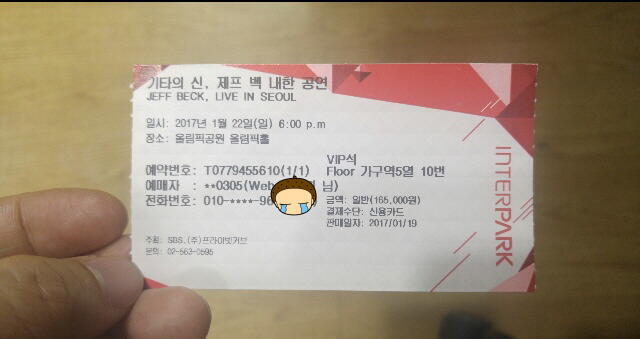 기타의 신, 제프 백 내한 공연
JEFF BECK, LIVE IN SEOUL
일시: 2017년 1월 22일(일) 6:00 p.m
장소: 올림픽공원 올림픽홀
VIP석
예약번호: T0779455610(1/1) Floor 가구역5열 10번
예매자 : **0305(Web 님)
금액: 일반(165,000원)
전화번호: 010-****-96
결제수단: 신용카드
판매일자: 2017/01/19
주최: SBS, (주)프라이빗커브
문의: 02-563-0595
INTERPARK